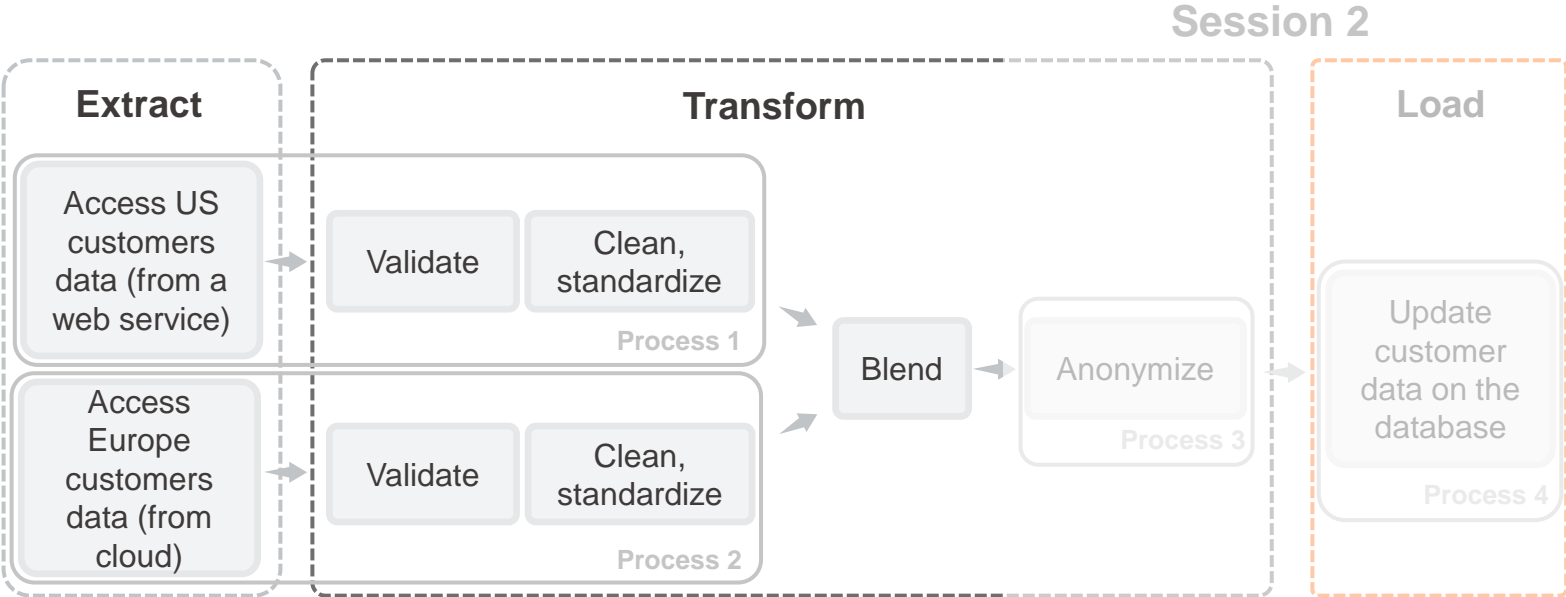 Session 2
Extract
Transform
Load
Access US
customers
data (from a
web service)
Validate
Clean,
standardize
Process 1
Access
Europe
customers
data (from
cloud)
Validate
Clean,
standardize
Process 2
Blend
Anonymize
Process 3
Update
customer
data on the
database
Process 4